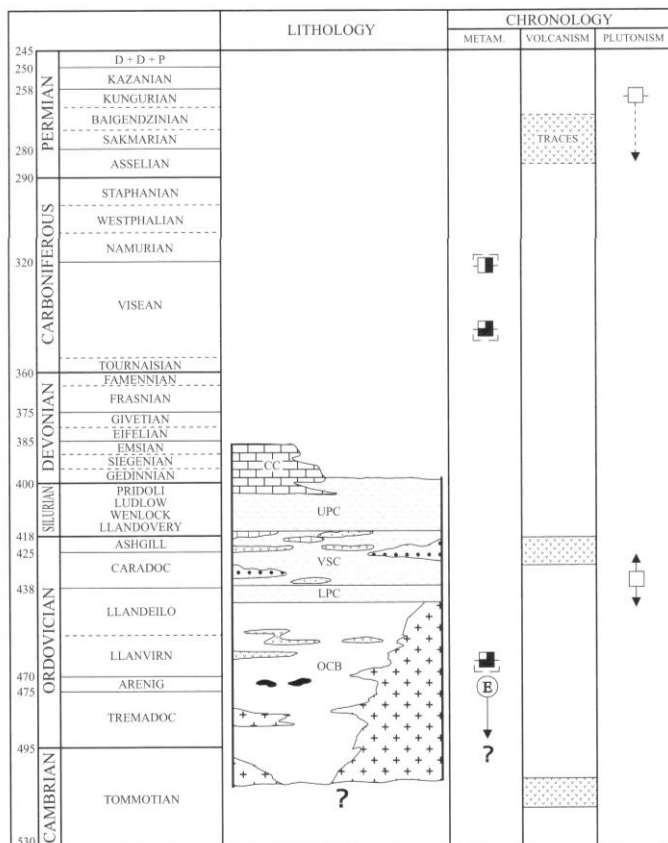 LITHOLOGY
CHRONOLOGY
METAM.
VOLCANISM
PLUTONISM
245
250
258
280
290
320
360
375
385
400
418
425
438
470
475
495
530
PERMIAN
CARBONIFEROUS
DEVONIAN
SILURIAN
ORDOVICIAN
CAMBRIAN
D + D + P
KAZANIAN
KUNGURIAN
BAIGENDZINIAN
SAKMARIAN
ASSELIAN
STAPHANIAN
WESTPHALIAN
NAMURIAN
VISEAN
TOURNAISIAN
FAMENNIAN
FRASNIAN
GIVETIAN
EIFELIAN
EMSIAN
SIEGENIAN
GEDINNIAN
PRIDOLI
LUDLOW
WENLOCK
LLANDOVERY
ASHGILL
CARADOC
LLANDEILO
LLANVIRN
ARENIG
TREMADOC
TOMMOTIAN
CC
UPC
VSC
LPC
OCB
?
E
?
TRACES